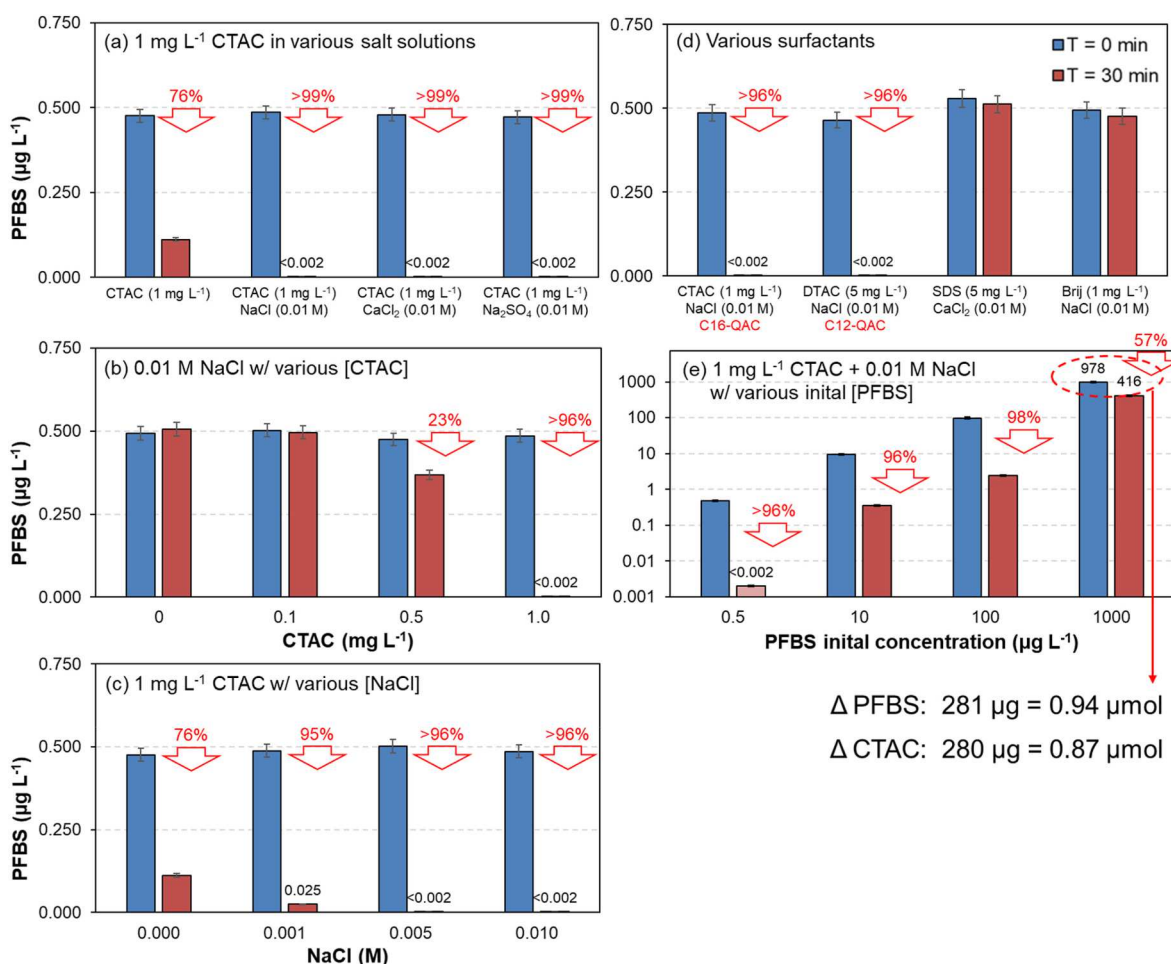 (a) 1 mg L⁻¹ CTAC in various salt solutions
PFBS (µg L⁻¹)
0.750
0.500
0.250
0.000
76%
>99%
>99%
>99%
<0.002
<0.002
<0.002
CTAC (1 mg L⁻¹)
CTAC (1 mg L⁻¹)
NaCl (0.01 M)
CTAC (1 mg L⁻¹)
CaCl₂ (0.01 M)
CTAC (1 mg L⁻¹)
Na₂SO₄ (0.01 M)
(d) Various surfactants
T = 0 min
T = 30 min
0.750
0.500
0.250
0.000
>96%
>96%
<0.002
<0.002
CTAC (1 mg L⁻¹)
NaCl (0.01 M)
C16-QAC
DTAC (5 mg L⁻¹)
NaCl (0.01 M)
C12-QAC
SDS (5 mg L⁻¹)
CaCl₂ (0.01 M)
Brij (1 mg L⁻¹)
NaCl (0.01 M)
(b) 0.01 M NaCl w/ various [CTAC]
PFBS (µg L⁻¹)
0.750
0.500
0.250
0.000
23%
>96%
<0.002
0
0.1
0.5
1.0
CTAC (mg L⁻¹)
(e) 1 mg L⁻¹ CTAC + 0.01 M NaCl
w/ various inital [PFBS]
1000
100
10
1
0.1
0.01
0.001
>96%
<0.002
96%
98%
57%
978
416
0.5
10
100
1000
PFBS inital concentration (µg L⁻¹)
Δ PFBS: 281 µg = 0.94 µmol
Δ CTAC: 280 µg = 0.87 µmol
(c) 1 mg L⁻¹ CTAC w/ various [NaCl]
PFBS (µg L⁻¹)
0.750
0.500
0.250
0.000
76%
95%
>96%
>96%
0.025
<0.002
<0.002
0.000
0.001
0.005
0.010
NaCl (M)